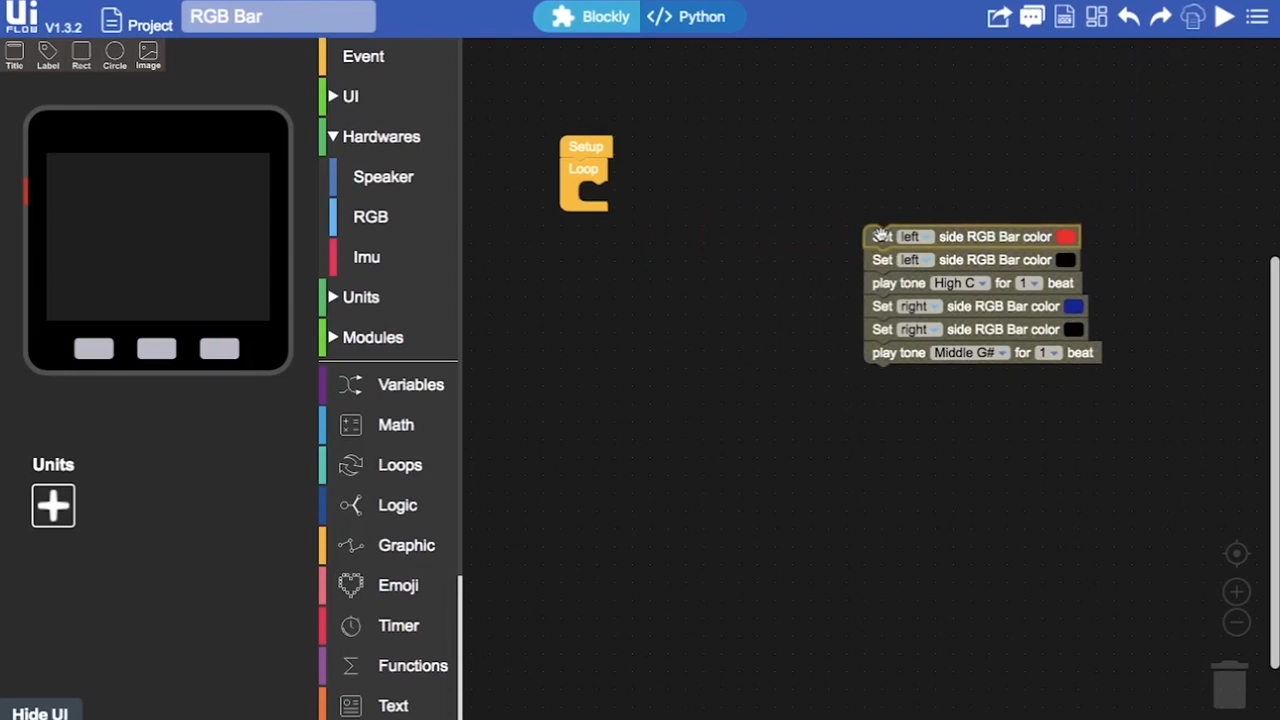 Ui
FLOW V1.3.2
Project
RGB Bar
Blockly
</> Python
Title
Label
Rect
Circle
Image
Event
UI
Hardwares
Speaker
RGB
Imu
Units
Modules
Variables
Math
Loops
Logic
Graphic
Emoji
Timer
Functions
Text
Units
Hide UI
Setup
Loop
left side RGB Bar color
Set left side RGB Bar color
play tone High C for 1 beat
Set right side RGB Bar color
Set right side RGB Bar color
play tone Middle G# for 1 beat